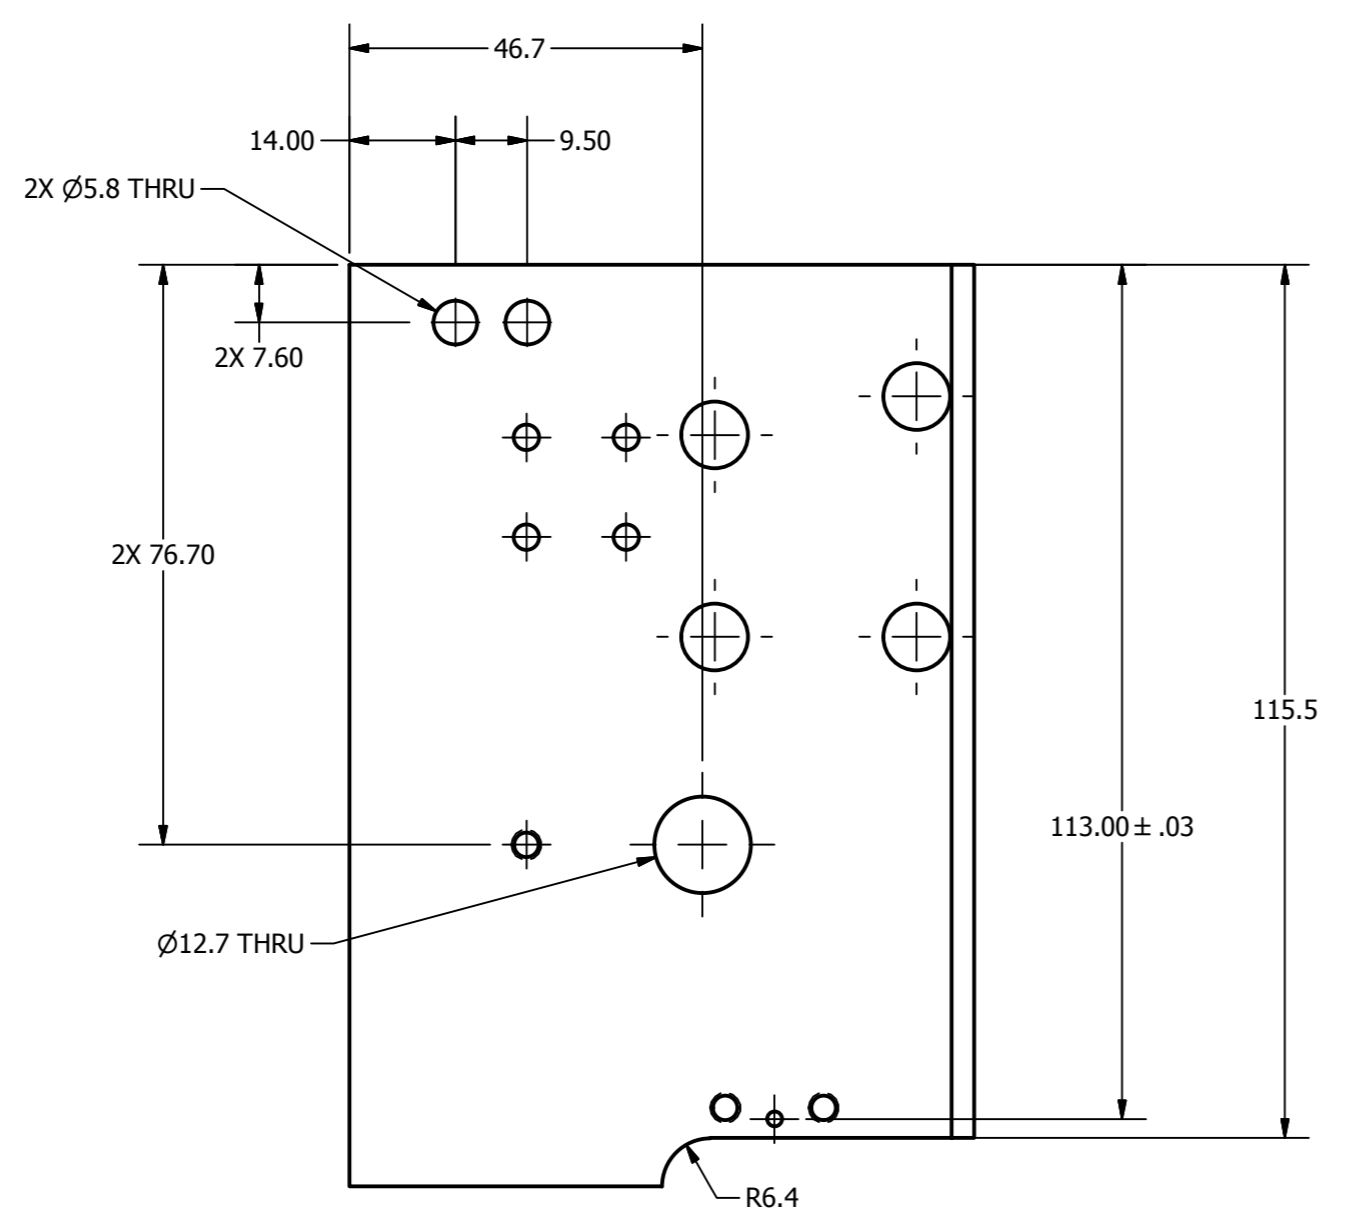 46.7
14.00
9.50
2X Ø5.8 THRU
2X 7.60
2X 76.70
115.5
113.00 ± .03
Ø12.7 THRU
R6.4